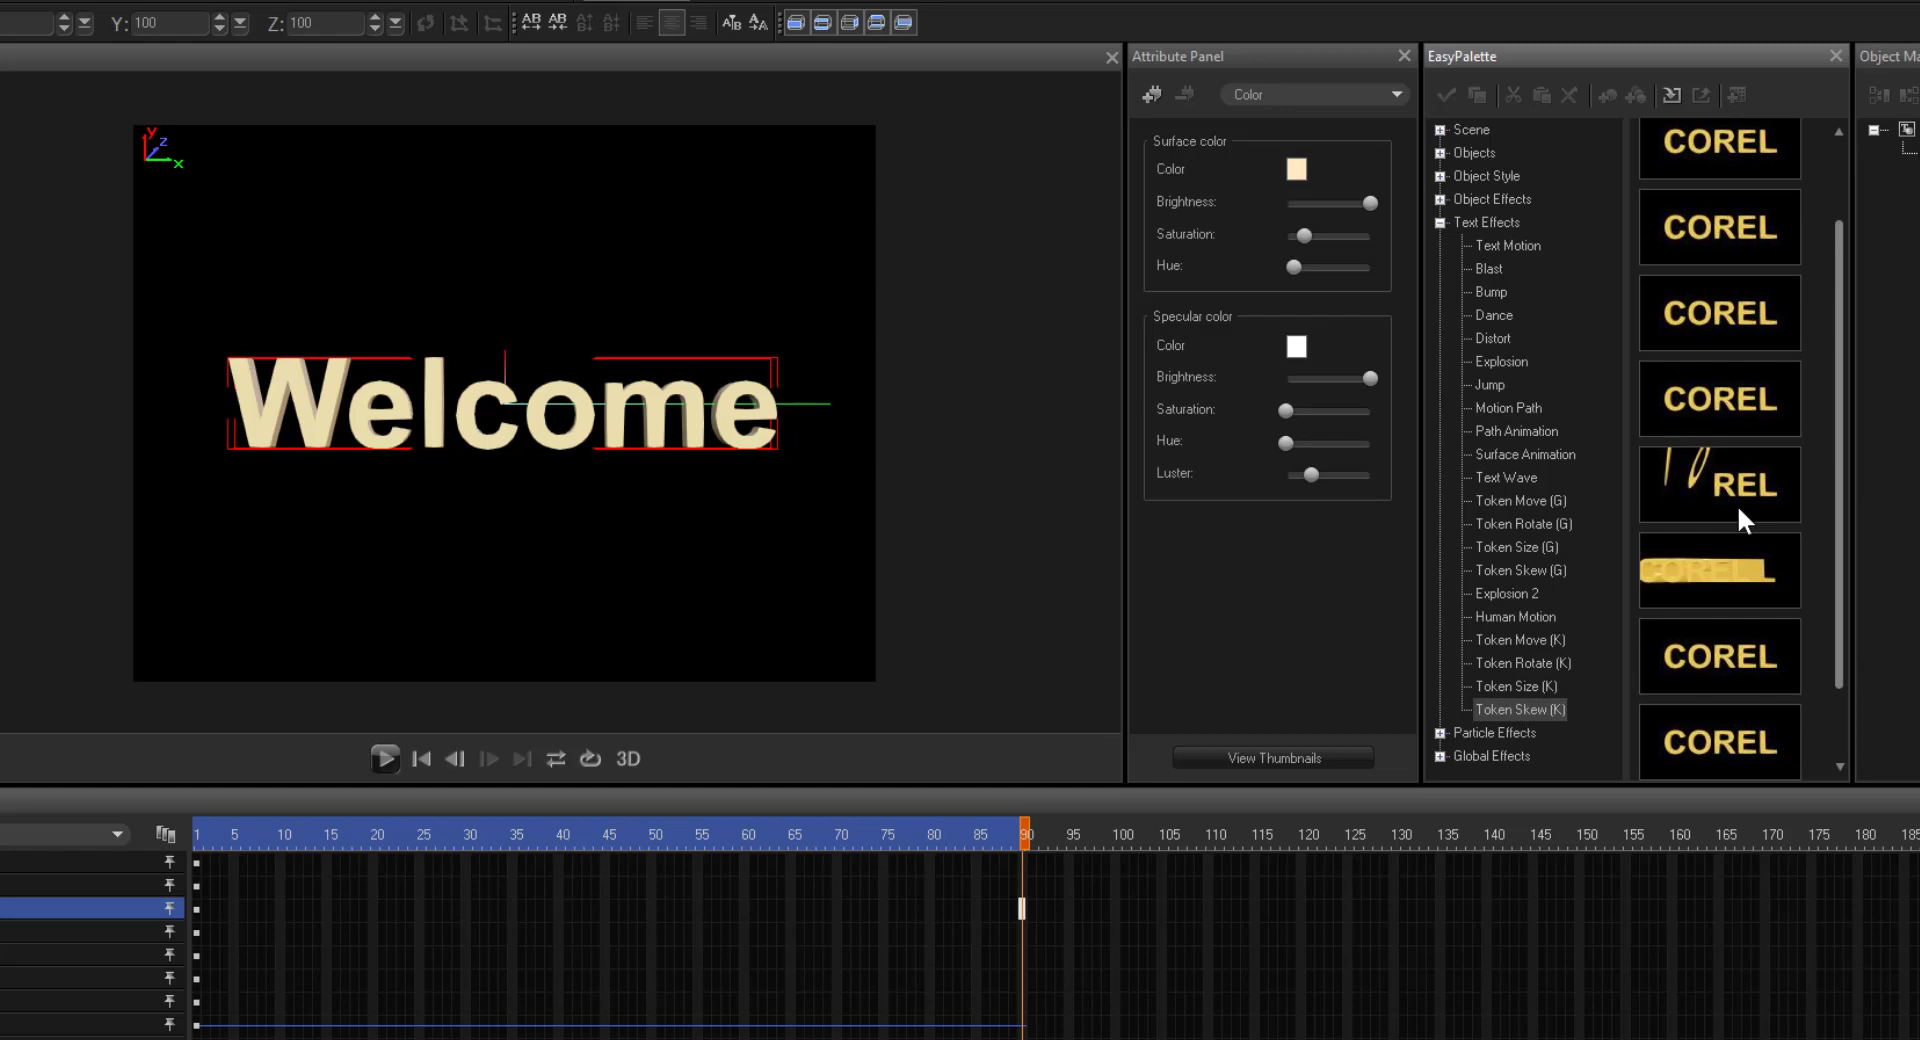 Y: 100 Z: 100
Attribute Panel
EasyPalette
Object Ma
Color
Surface color
Color
Brightness:
Saturation:
Hue:
Specular color
Color
Brightness:
Saturation:
Hue:
Luster:
View Thumbnails
Scene
Objects
Object Style
Object Effects
Text Effects
Text Motion
Blast
Bump
Dance
Distort
Explosion
Jump
Motion Path
Path Animation
Surface Animation
Text Wave
Token Move (G)
Token Rotate (G)
Token Size (G)
Token Skew (G)
Explosion 2
Human Motion
Token Move (K)
Token Rotate (K)
Token Size (K)
Token Skew (K)
Particle Effects
Global Effects
COREL
COREL
COREL
COREL
REL
COREL
COREL
COREL
y
z
x
Welcome
3D
1 5 10 15 20 25 30 35 40 45 50 55 60 65 70 75 80 85 90 95 100 105 110 115 120 125 130 135 140 145 150 155 160 165 170 175 180 185